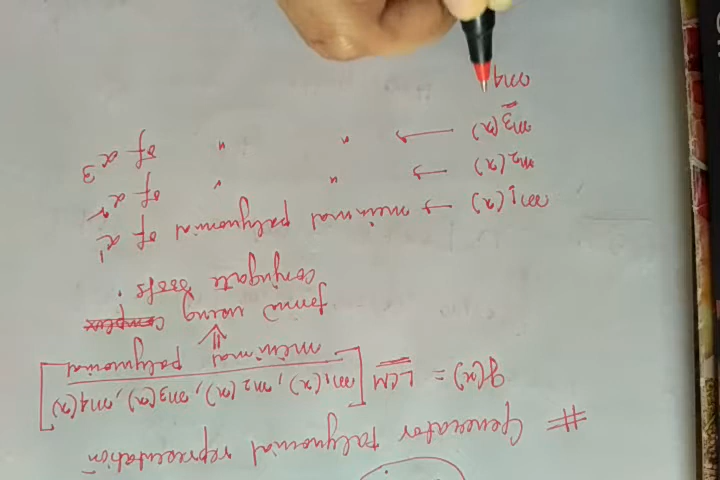 # Generator polynomial representation
g(x) = LCM [m1(x), m2(x), m3(x), m4(x)]
minimal polynomial
⇓
found using complex
conjugate roots.
m1(x) → minimal polynomial of α1
m2(x) → " " of α2
m3(x) → " " of α3
m4